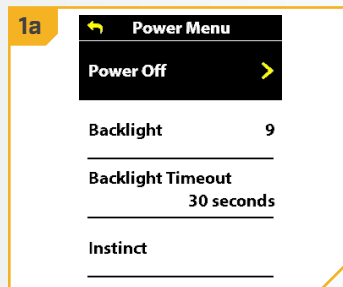 1a
Power Menu
Power Off
Backlight 9
Backlight Timeout
30 seconds
Instinct